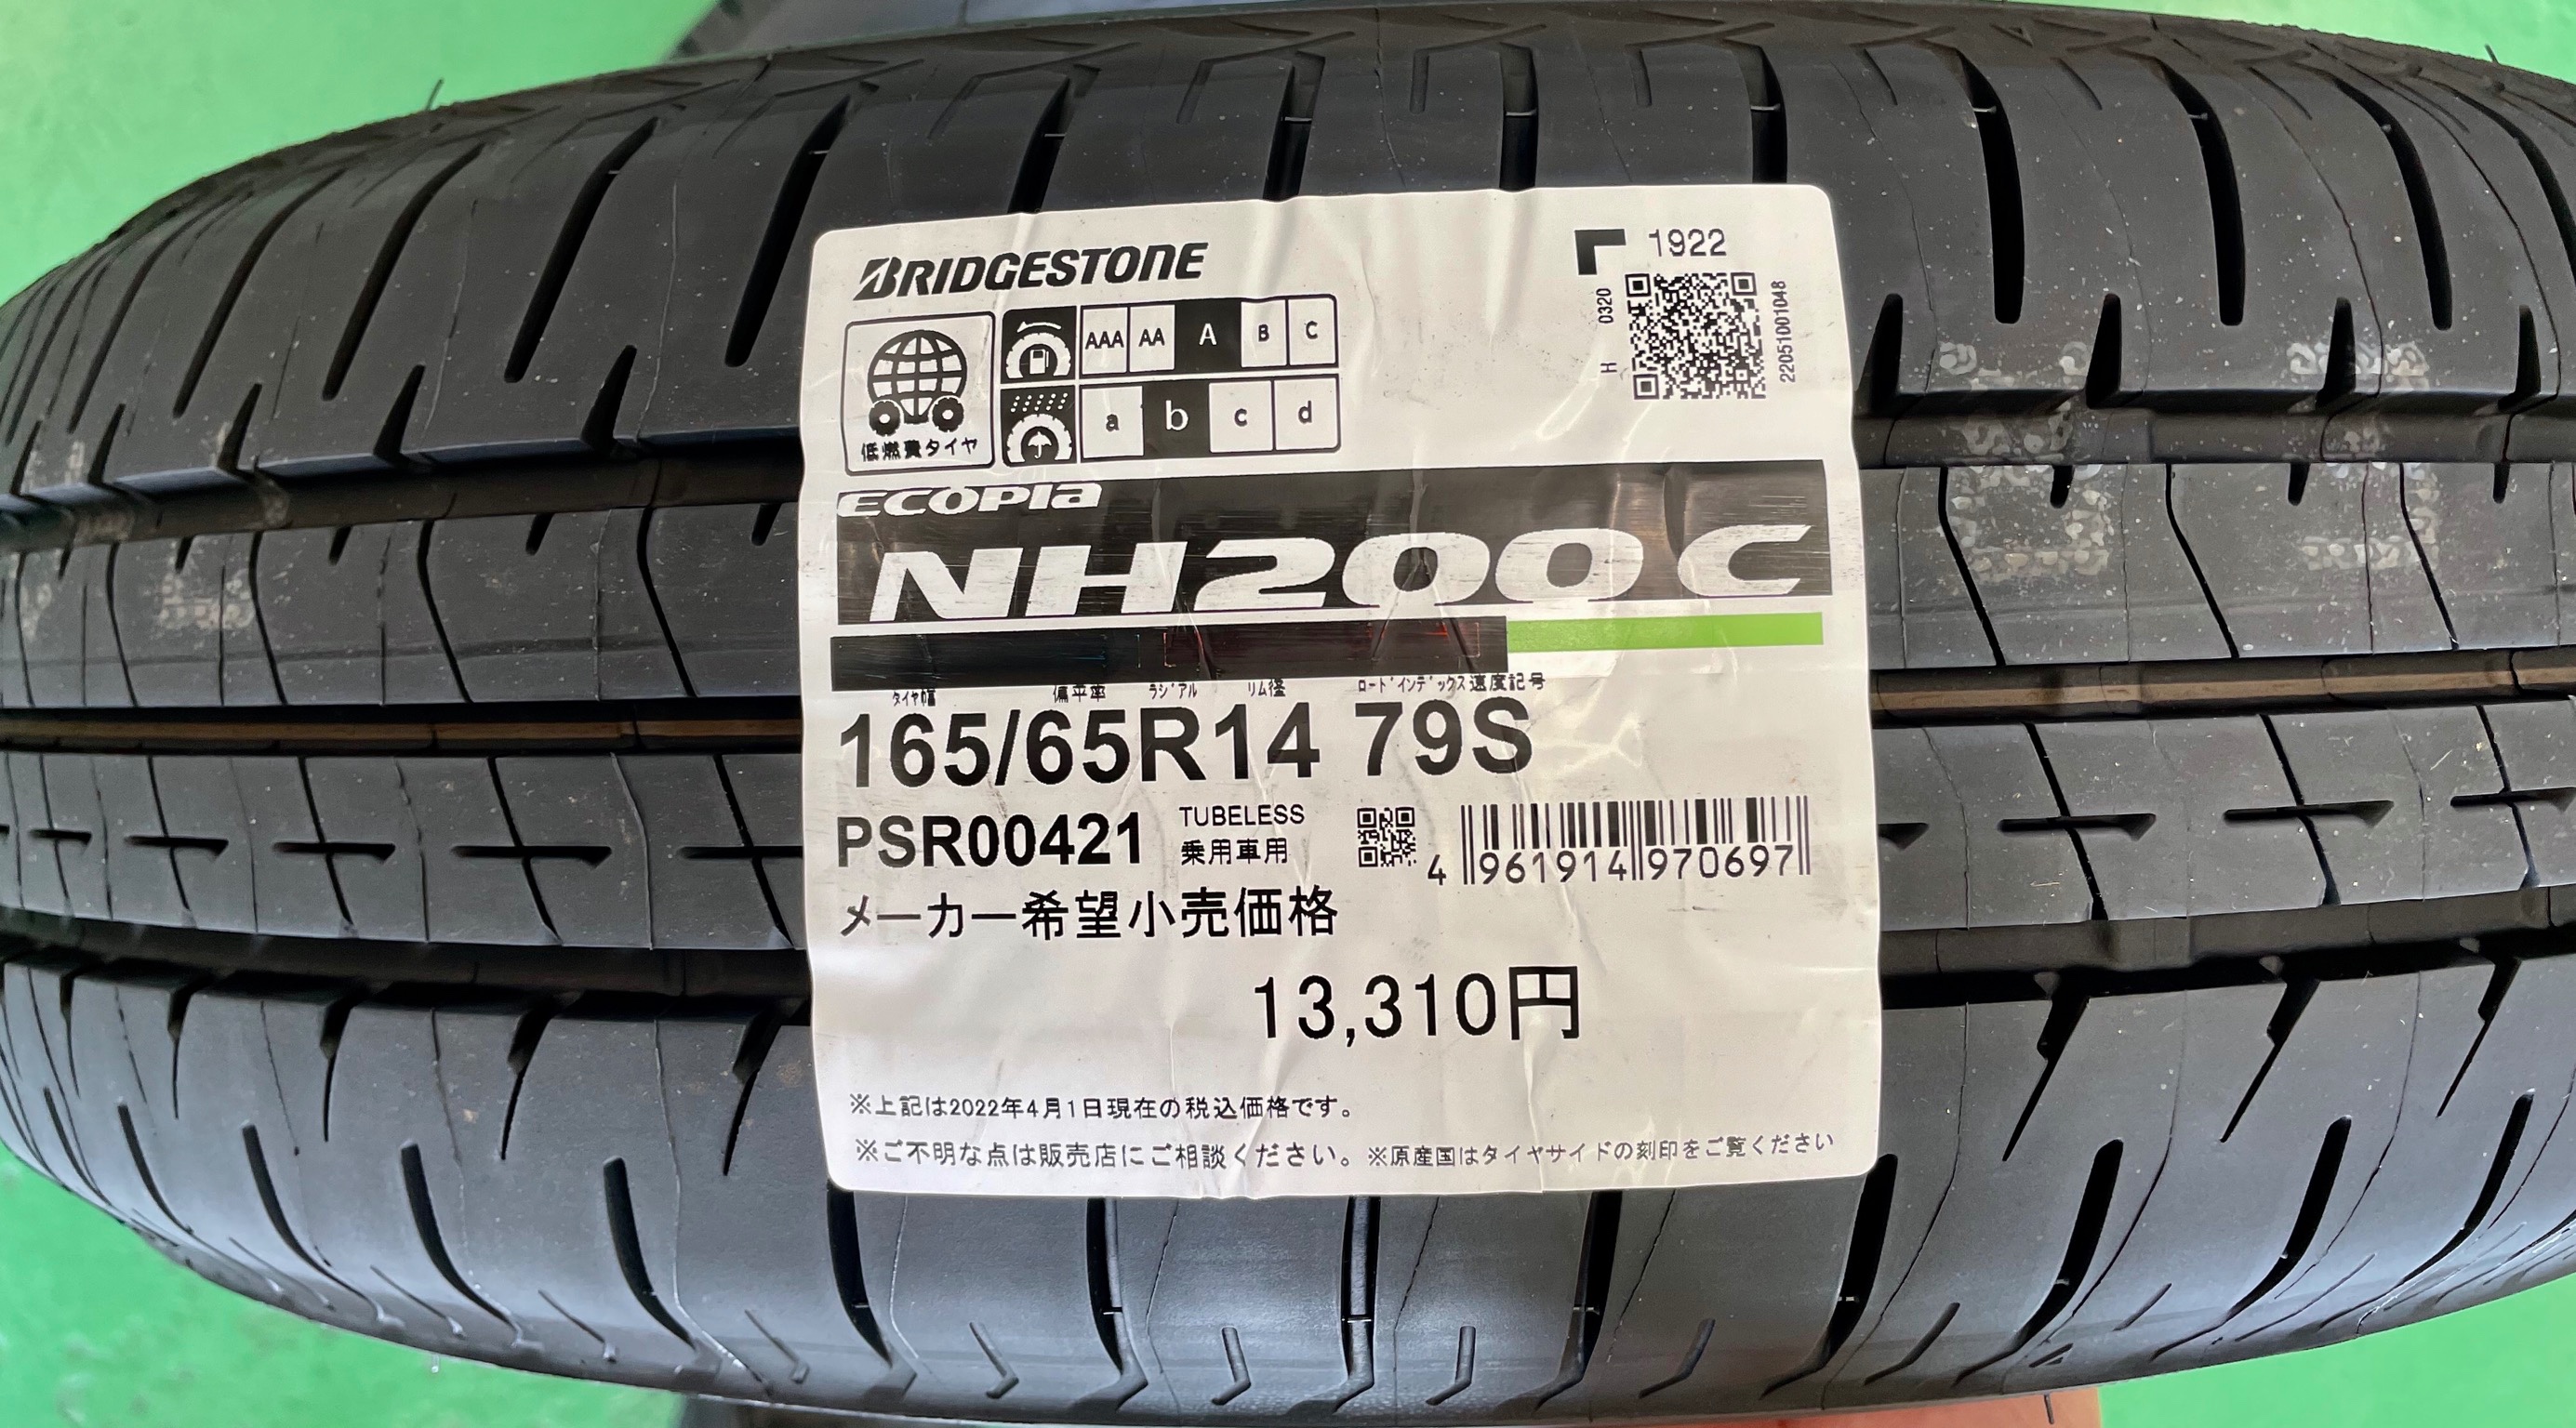 BRIDGESTONE
1922
H 0320
220510001048
AAA AA A B C
a b c d
低燃費タイヤ
ECOPIA
NH200 C
タイヤ幅 偏平率 ラジアル リム径 ロードインデックス 速度記号
165/65R14 79S
PSR00421
TUBELESS
乗用車用
4 961914 970697
メーカー希望小売価格
13,310円
※上記は2022年4月1日現在の税込価格です。
※ご不明な点は販売店にご相談ください。※原産国はタイヤサイドの刻印をご覧ください